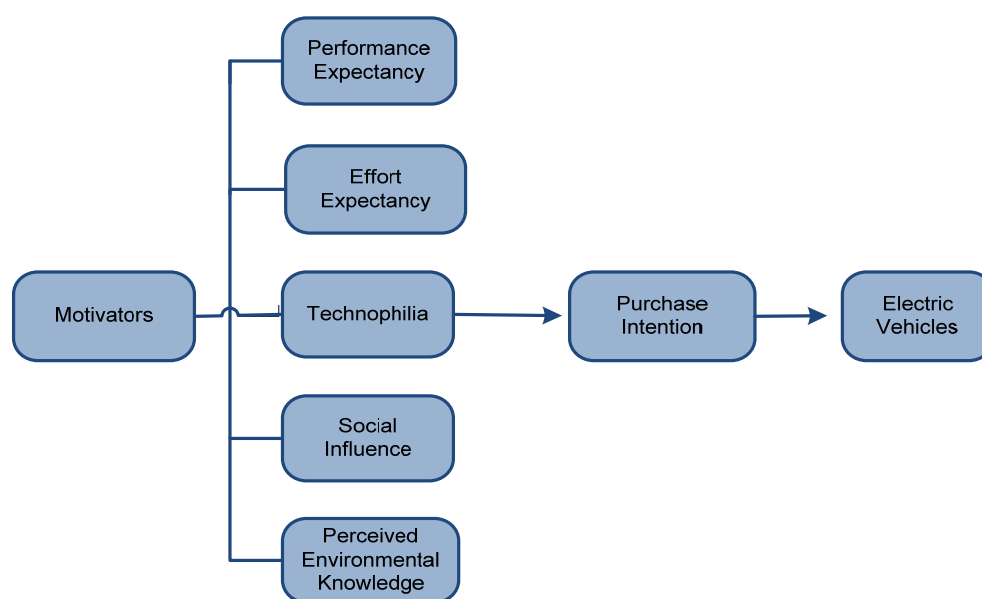 Performance
Expectancy
Effort
Expectancy
Motivators
Technophilia
Purchase
Intention
Electric
Vehicles
Social
Influence
Perceived
Environmental
Knowledge